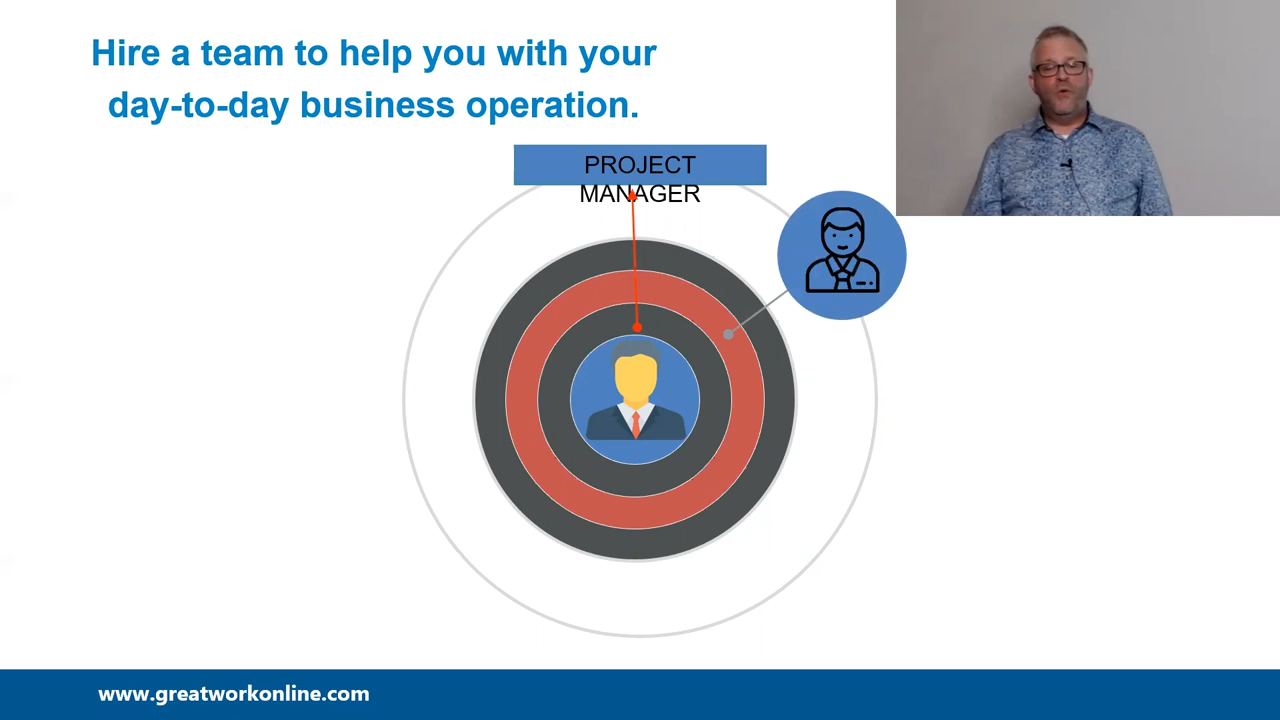 Hire a team to help you with your
day-to-day business operation.
PROJECT
MANAGER
www.greatworkonline.com